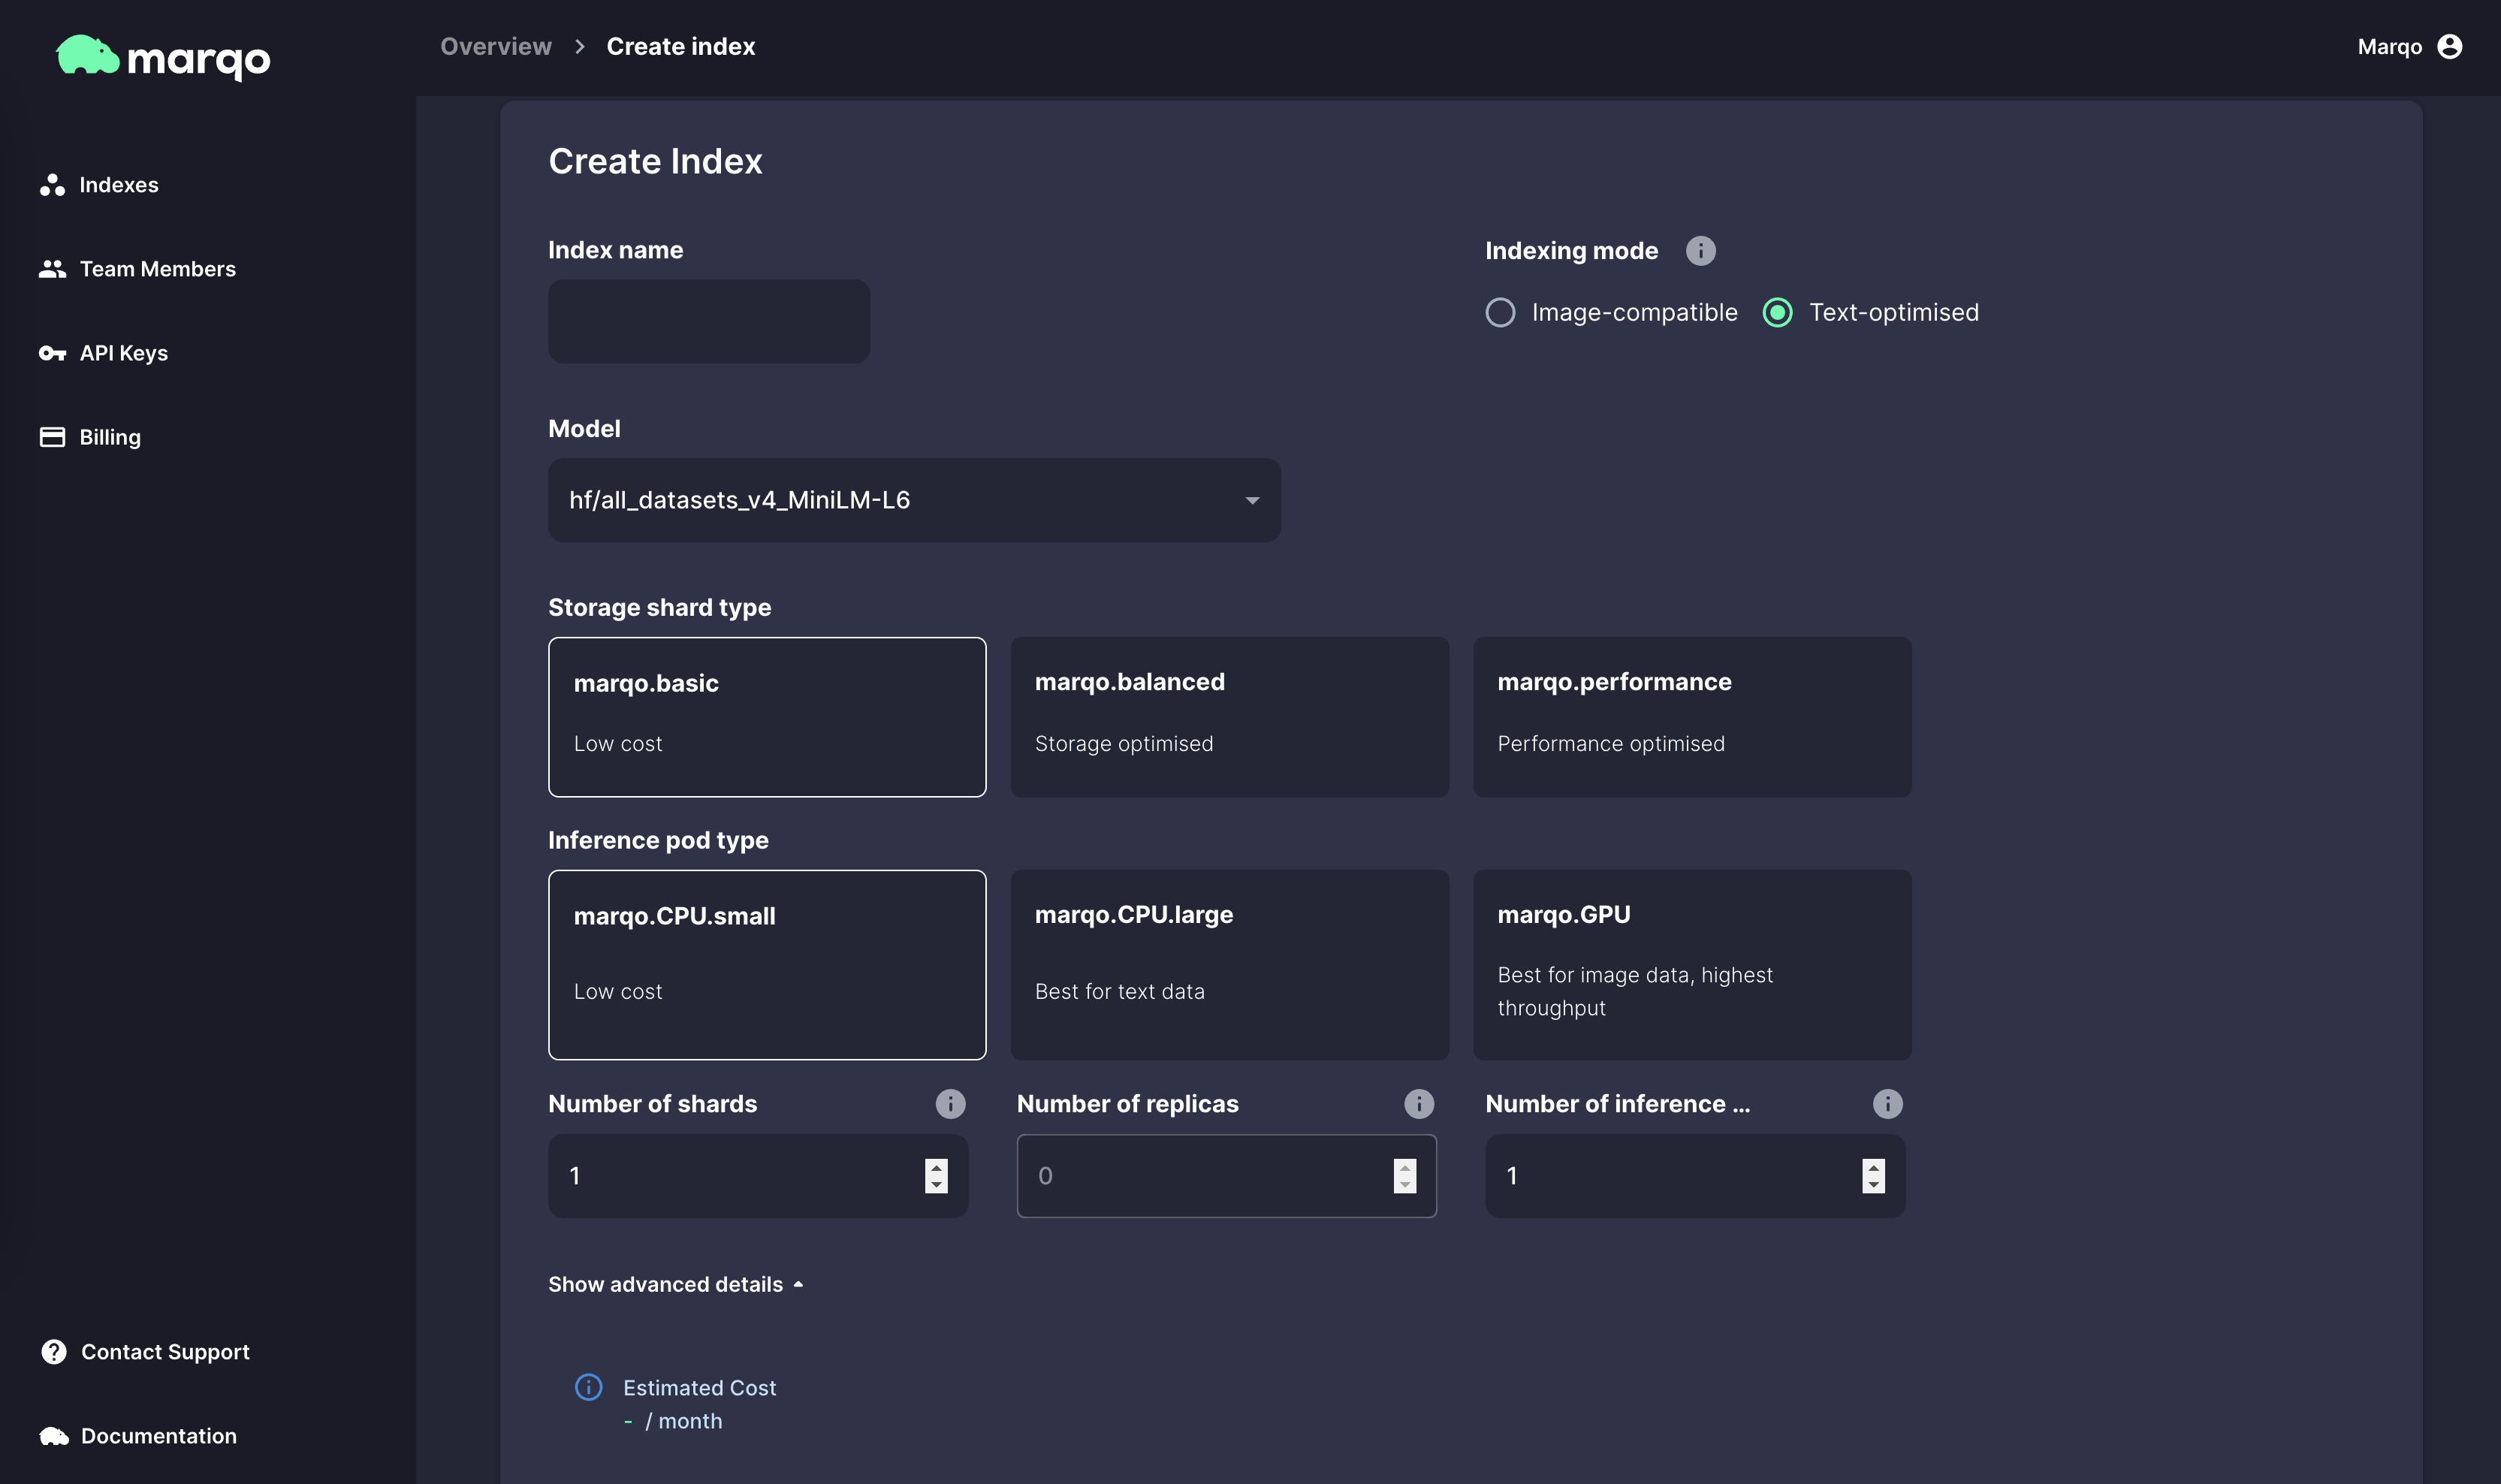 marqo
Overview > Create index
Marqo
Indexes
Team Members
API Keys
Billing
Contact Support
Documentation
Create Index
Index name
Indexing mode
Image-compatible
Text-optimised
Model
hf/all_datasets_v4_MiniLM-L6
Storage shard type
marqo.basic
Low cost
marqo.balanced
Storage optimised
marqo.performance
Performance optimised
Inference pod type
marqo.CPU.small
Low cost
marqo.CPU.large
Best for text data
marqo.GPU
Best for image data, highest
throughput
Number of shards
1
Number of replicas
0
Number of inference ...
1
Show advanced details
Estimated Cost
- / month